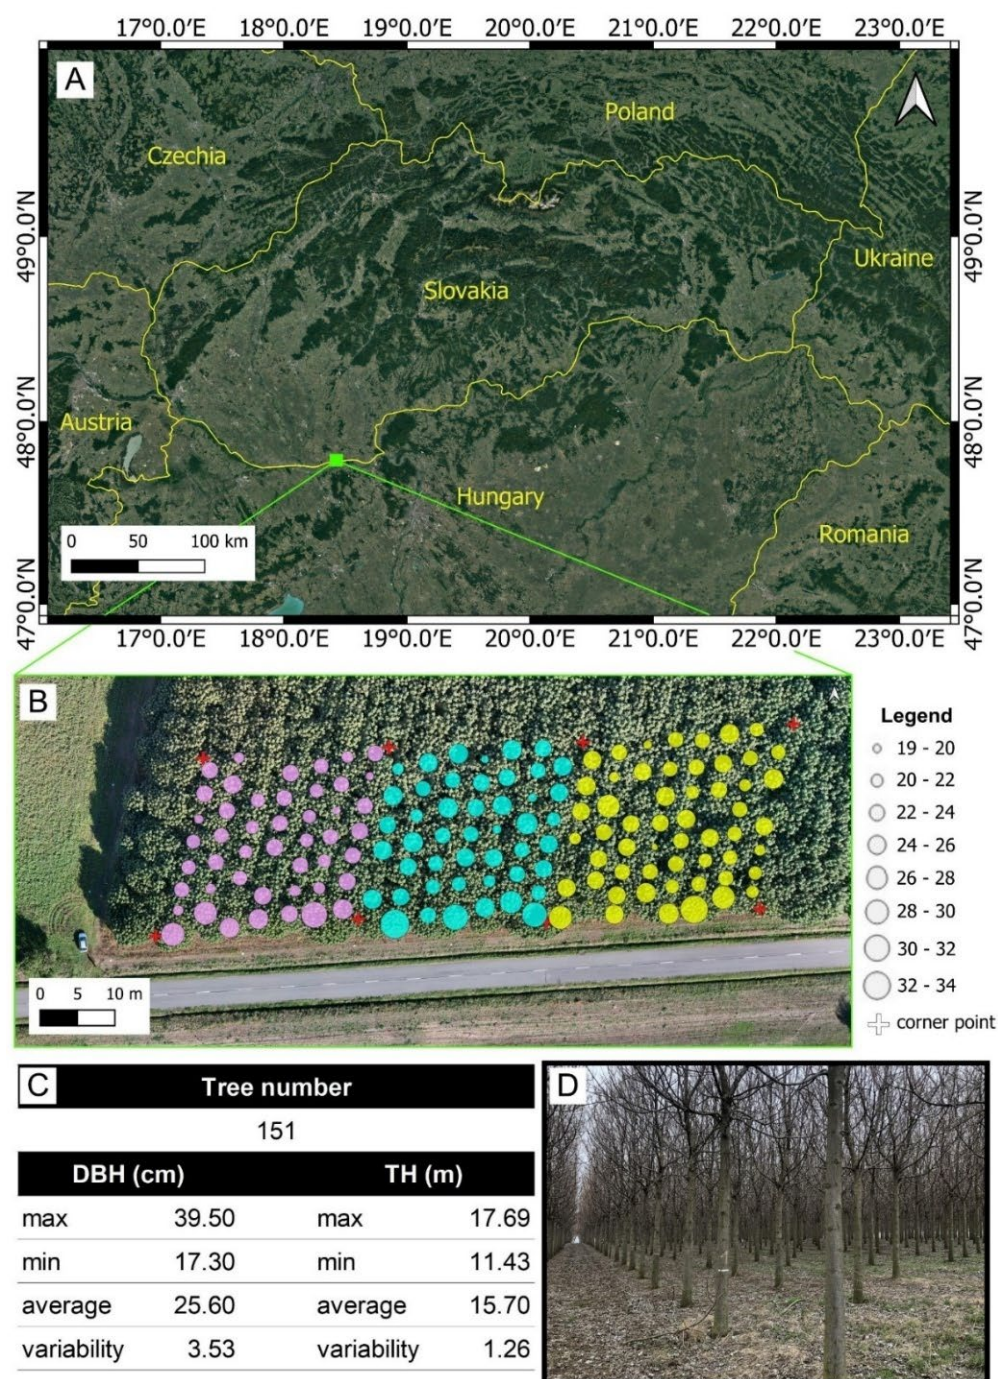 17°0.0′E 18°0.0′E 19°0.0′E 20°0.0′E 21°0.0′E 22°0.0′E 23°0.0′E
A
Poland
Czechia
49°0.0′N
49°0.0′N
Ukraine
Slovakia
48°0.0′N
48°0.0′N
Austria
Hungary
Romania
0 50 100 km
47°0.0′N
47°0.0′N
17°0.0′E 18°0.0′E 19°0.0′E 20°0.0′E 21°0.0′E 22°0.0′E 23°0.0′E
B
0 5 10 m
Legend
19 - 20
20 - 22
22 - 24
24 - 26
26 - 28
28 - 30
30 - 32
32 - 34
corner point
C
Tree number
151
DBH (cm) TH (m)
max 39.50 max 17.69
min 17.30 min 11.43
average 25.60 average 15.70
variability 3.53 variability 1.26
D